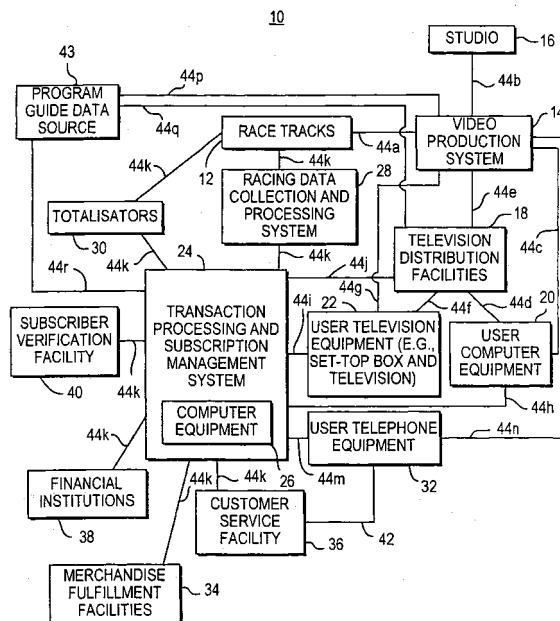 10
STUDIO
16
43
PROGRAM
GUIDE DATA
SOURCE
44p
44q
44b
14
VIDEO
PRODUCTION
SYSTEM
RACE TRACKS
44a
12
44k
44k
RACING DATA
COLLECTION AND
PROCESSING
SYSTEM
28
44e
18
44c
TOTALISATORS
30
44k
44k
44j
TELEVISION
DISTRIBUTION
FACILITIES
44r
24
44g
22
44f
44d
20
SUBSCRIBER
VERIFICATION
FACILITY
40
44k
TRANSACTION
PROCESSING AND
SUBSCRIPTION
MANAGEMENT
SYSTEM
44i
USER TELEVISION
EQUIPMENT (E.G.,
SET-TOP BOX AND
TELEVISION)
USER
COMPUTER
EQUIPMENT
44h
COMPUTER
EQUIPMENT
26
44m
USER TELEPHONE
EQUIPMENT
44n
32
44k
FINANCIAL
INSTITUTIONS
38
44k
44k
CUSTOMER
SERVICE
FACILITY
36
42
MERCHANDISE
FULFILLMENT
FACILITIES
34